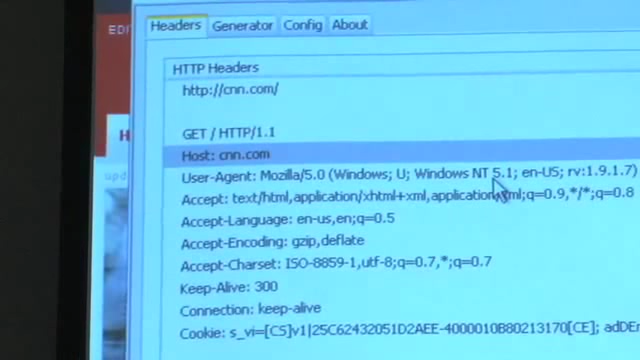 EDI
Headers Generator Config About
HTTP Headers
http://cnn.com/
GET / HTTP/1.1
H
Host: cnn.com
upd
User-Agent: Mozilla/5.0 (Windows; U; Windows NT 5.1; en-US; rv:1.9.1.7)
Accept: text/html,application/xhtml+xml,application/xml;q=0.9,*/*;q=0.8
Accept-Language: en-us,en;q=0.5
Accept-Encoding: gzip,deflate
Accept-Charset: ISO-8859-1,utf-8;q=0.7,*;q=0.7
Keep-Alive: 300
Connection: keep-alive
Cookie: s_vi=[CS]v1|25C62432051D2AEE-4000010B80213170[CE]; adDEr